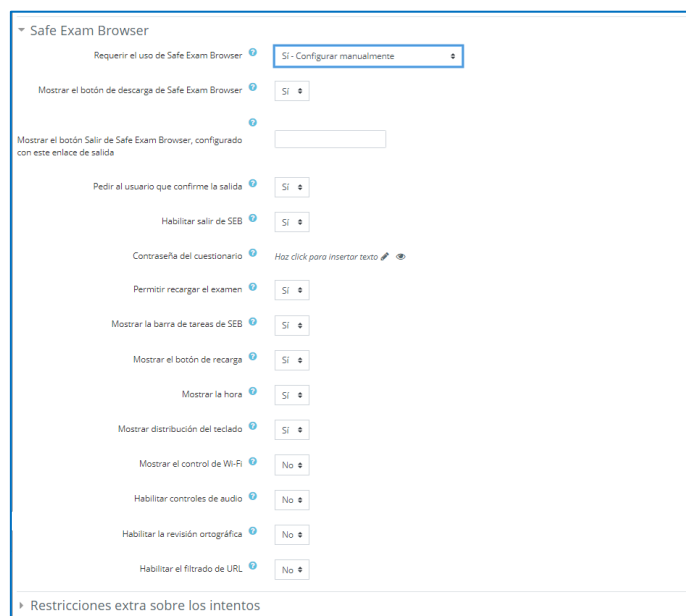 Safe Exam Browser
Requerir el uso de Safe Exam Browser
Sí - Configurar manualmente
Mostrar el botón de descarga de Safe Exam Browser
Sí
Mostrar el botón Salir de Safe Exam Browser, configurado
con este enlace de salida
Pedir al usuario que confirme la salida
Sí
Habilitar salir de SEB
Sí
Contraseña del cuestionario
Haz click para insertar texto
Permitir recargar el examen
Sí
Mostrar la barra de tareas de SEB
Sí
Mostrar el botón de recarga
Sí
Mostrar la hora
Sí
Mostrar distribución del teclado
Sí
Mostrar el control de Wi-Fi
No
Habilitar controles de audio
No
Habilitar la revisión ortográfica
No
Habilitar el filtrado de URL
No
Restricciones extra sobre los intentos